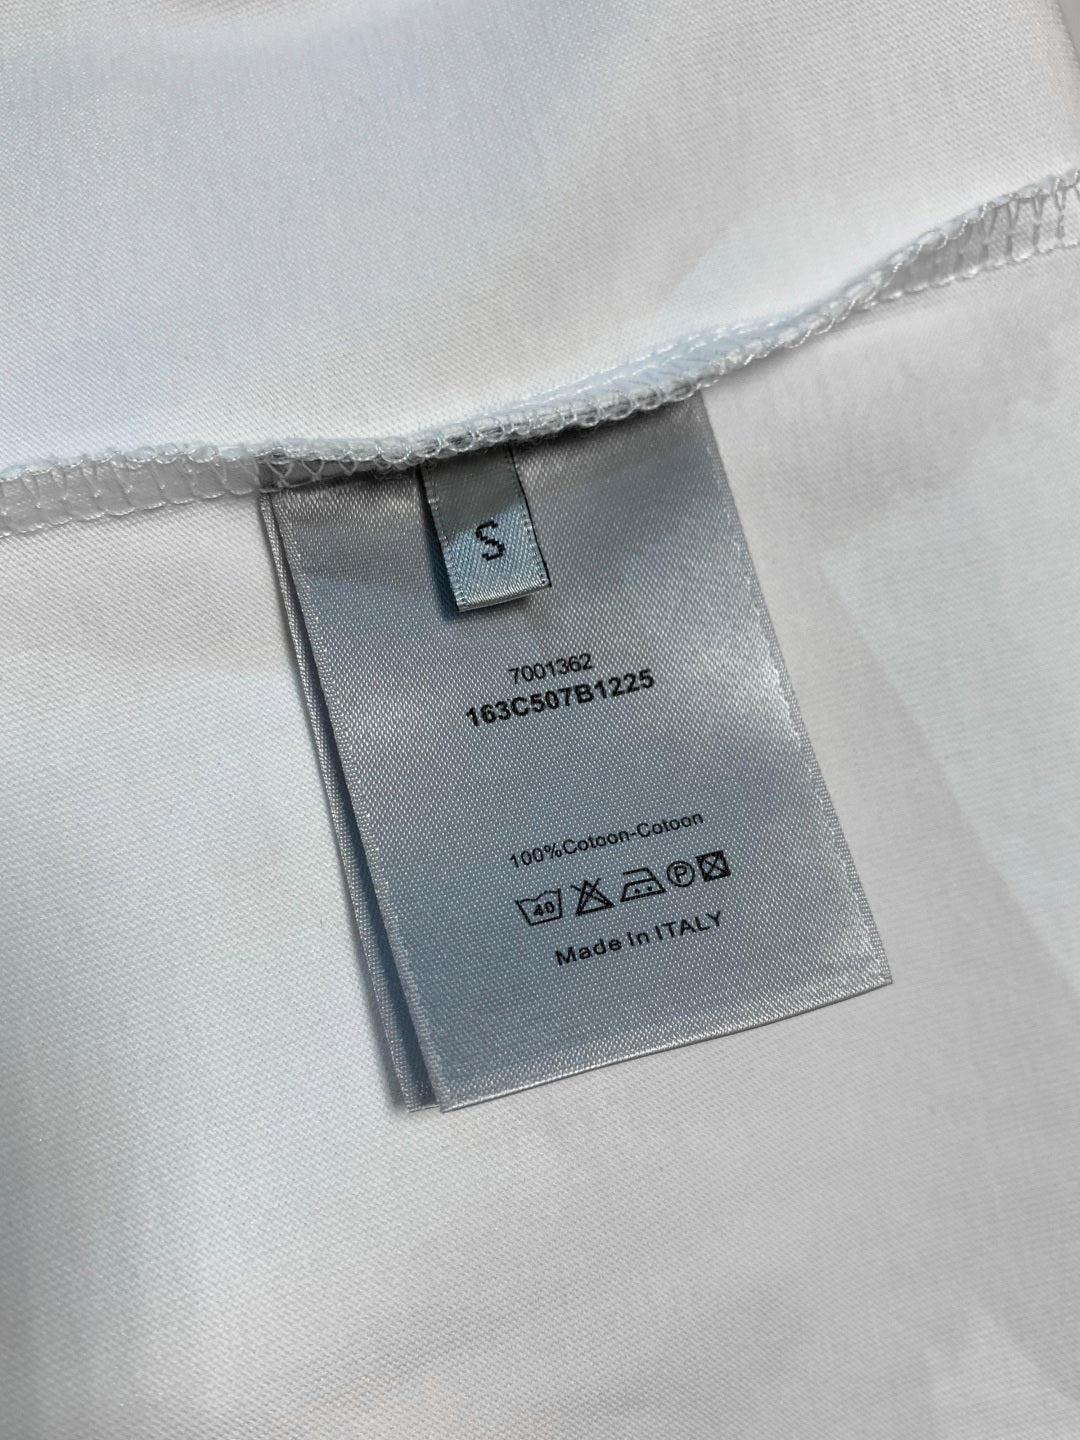 S
7001362
163C507B1225
100%Cotoon-Cotoon
40 P
Made In ITALY